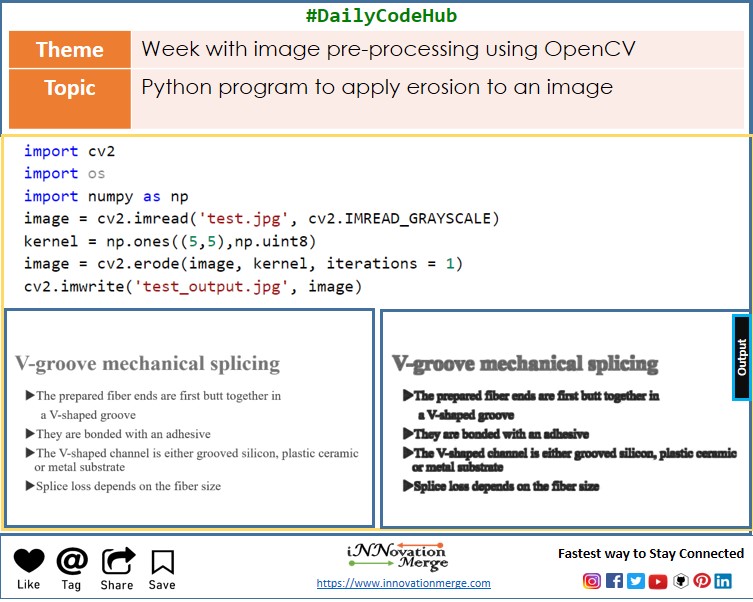 #DailyCodeHub
Theme
Week with image pre-processing using OpenCV
Topic
Python program to apply erosion to an image
import cv2
import os
import numpy as np
image = cv2.imread('test.jpg', cv2.IMREAD_GRAYSCALE)
kernel = np.ones((5,5),np.uint8)
image = cv2.erode(image, kernel, iterations = 1)
cv2.imwrite('test_output.jpg', image)
V-groove mechanical splicing
▶The prepared fiber ends are first butt together in
a V-shaped groove
▶They are bonded with an adhesive
▶The V-shaped channel is either grooved silicon, plastic ceramic
or metal substrate
▶Splice loss depends on the fiber size
Output
V-groove mechanical splicing
▶The prepared fiber ends are first butt together in
a V-shaped groove
▶They are bonded with an adhesive
▶The V-shaped channel is either grooved silicon, plastic ceramic
or metal substrate
▶Splice loss depends on the fiber size
Like
Tag
Share
Save
iNNovation
Merge
https://www.innovationmerge.com
Fastest way to Stay Connected